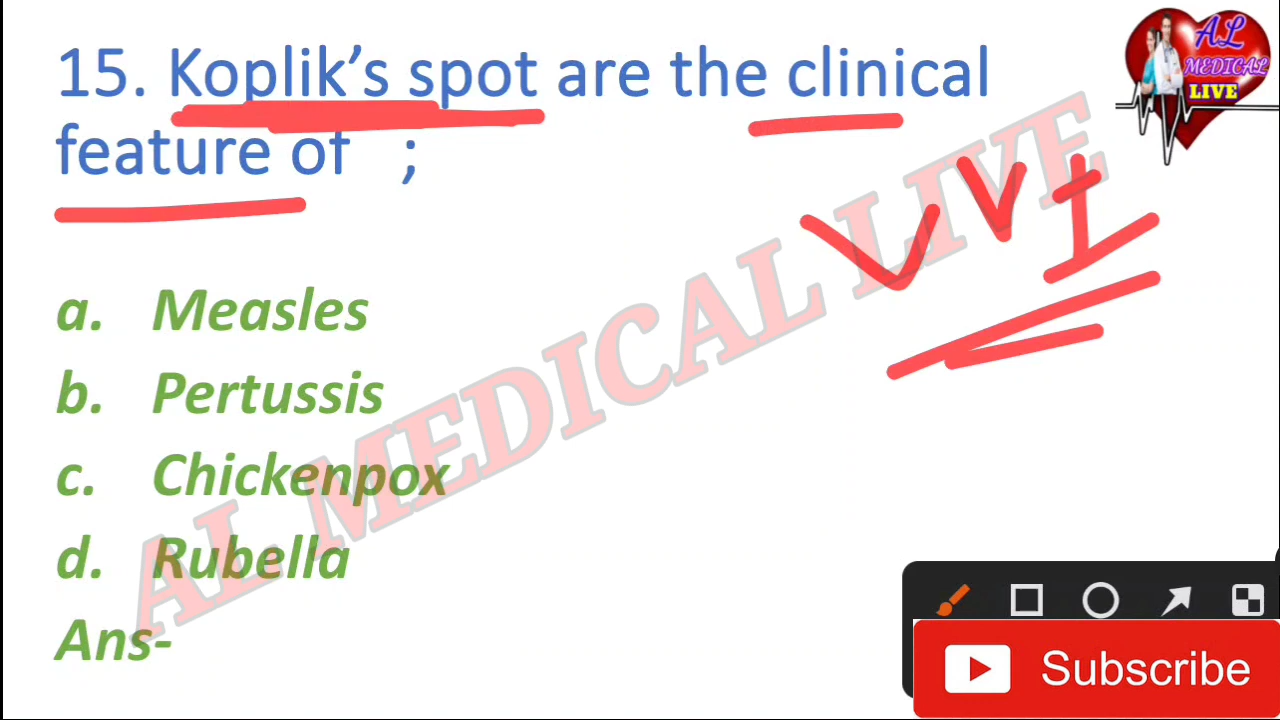 15. Koplik’s spot are the clinical
feature of ;
a. Measles
b. Pertussis
c. Chickenpox
d. Rubella
Ans-
VVI
AL MEDICAL LIVE
AL
MEDICAL
LIVE
Subscribe